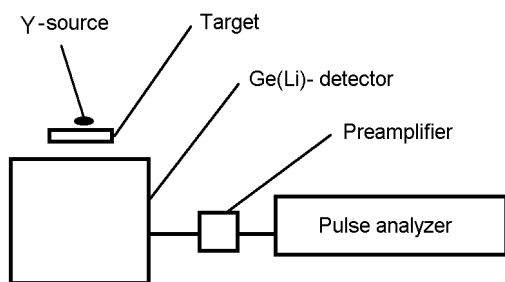 Y-source
Target
Ge(Li)- detector
Preamplifier
Pulse analyzer